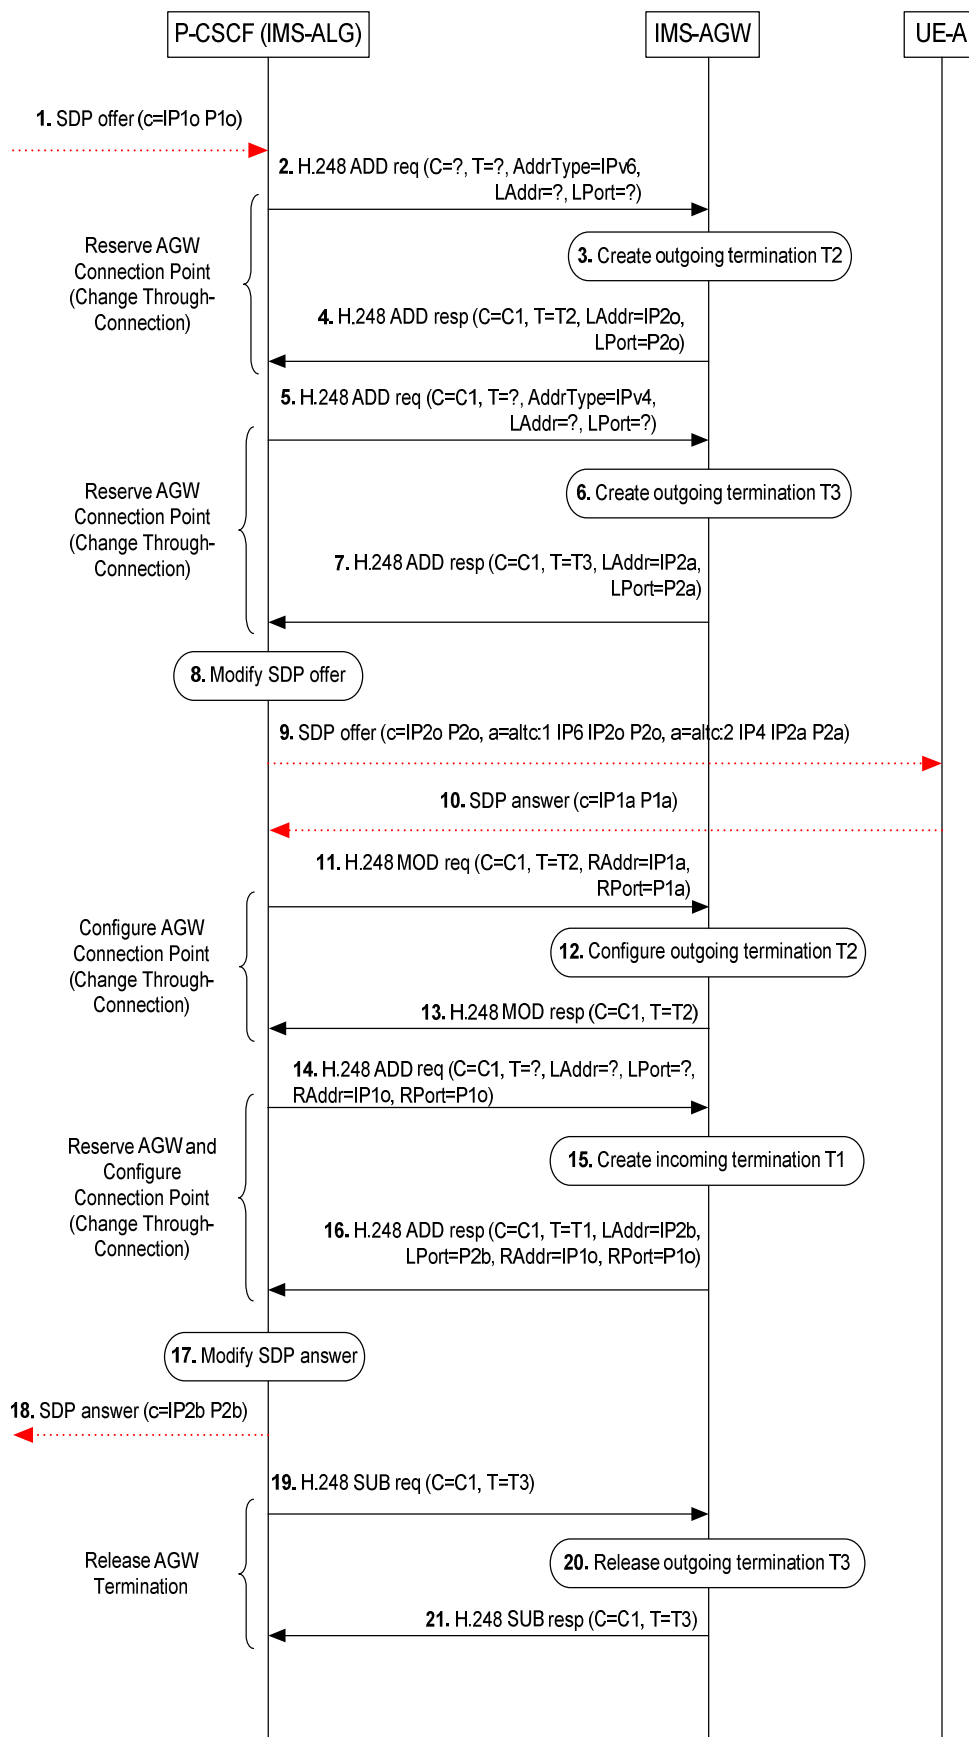 P-CSCF (IMS-ALG)
IMS-AGW
UE-A
1. SDP offer (c=IP1o P1o)
2. H.248 ADD req (C=?, T=?, AddrType=IPv6,
LAddr=?, LPort=?)
Reserve AGW
Connection Point
(Change Through-
Connection)
3. Create outgoing termination T2
4. H.248 ADD resp (C=C1, T=T2, LAddr=IP2o,
LPort=P2o)
5. H.248 ADD req (C=C1, T=?, AddrType=IPv4,
LAddr=?, LPort=?)
Reserve AGW
Connection Point
(Change Through-
Connection)
6. Create outgoing termination T3
7. H.248 ADD resp (C=C1, T=T3, LAddr=IP2a,
LPort=P2a)
8. Modify SDP offer
9. SDP offer (c=IP2o P2o, a=altc:1 IP6 IP2o P2o, a=altc:2 IP4 IP2a P2a)
10. SDP answer (c=IP1a P1a)
11. H.248 MOD req (C=C1, T=T2, RAddr=IP1a,
RPort=P1a)
Configure AGW
Connection Point
(Change Through-
Connection)
12. Configure outgoing termination T2
13. H.248 MOD resp (C=C1, T=T2)
14. H.248 ADD req (C=C1, T=?, LAddr=?, LPort=?,
RAddr=IP1o, RPort=P1o)
Reserve AGW and
Configure
Connection Point
(Change Through-
Connection)
15. Create incoming termination T1
16. H.248 ADD resp (C=C1, T=T1, LAddr=IP2b,
LPort=P2b, RAddr=IP1o, RPort=P1o)
17. Modify SDP answer
18. SDP answer (c=IP2b P2b)
19. H.248 SUB req (C=C1, T=T3)
Release AGW
Termination
20. Release outgoing termination T3
21. H.248 SUB resp (C=C1, T=T3)